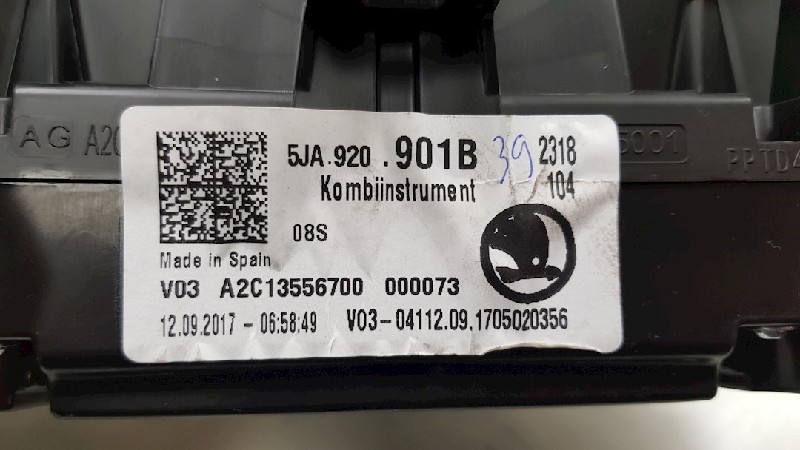 AG A2C
5001
PPTD4
5JA.920 .901B 39 2318
Kombiinstrument 104
08S
Made in Spain
V03 A2C13556700 000073
12.09.2017 - 06:58:49 V03-04112.09.1705020356